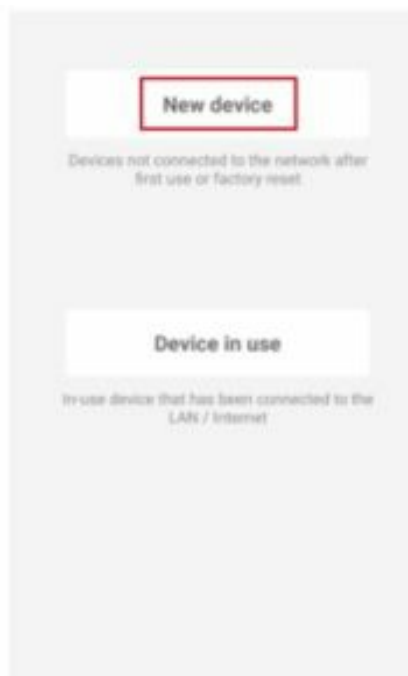 New device
Devices not connected to the network after
first use or factory reset
Device in use
In-use device that has been connected to the
LAN / Internet